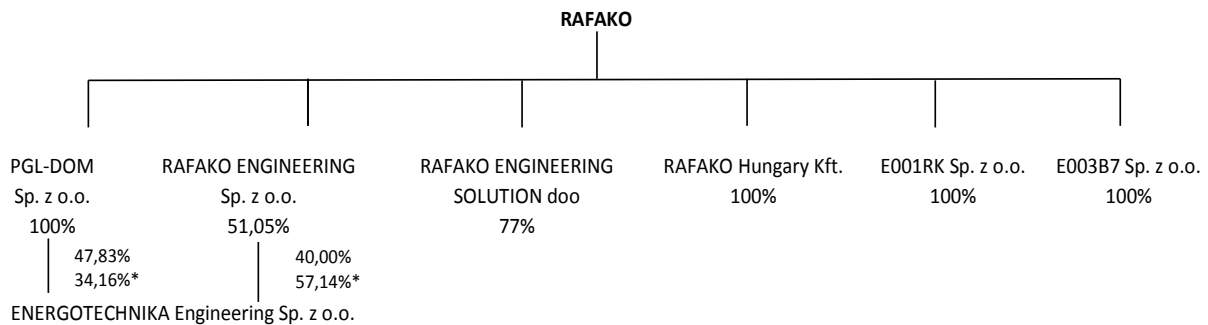 RAFAKO
PGL-DOM
Sp. z o.o.
100%
RAFAKO ENGINEERING
Sp. z o.o.
51,05%
RAFAKO ENGINEERING
SOLUTION doo
77%
RAFAKO Hungary Kft.
100%
E001RK Sp. z o.o.
100%
E003B7 Sp. z o.o.
100%
47,83%
34,16%*
40,00%
57,14%*
ENERGOTECHNIKA Engineering Sp. z o.o.